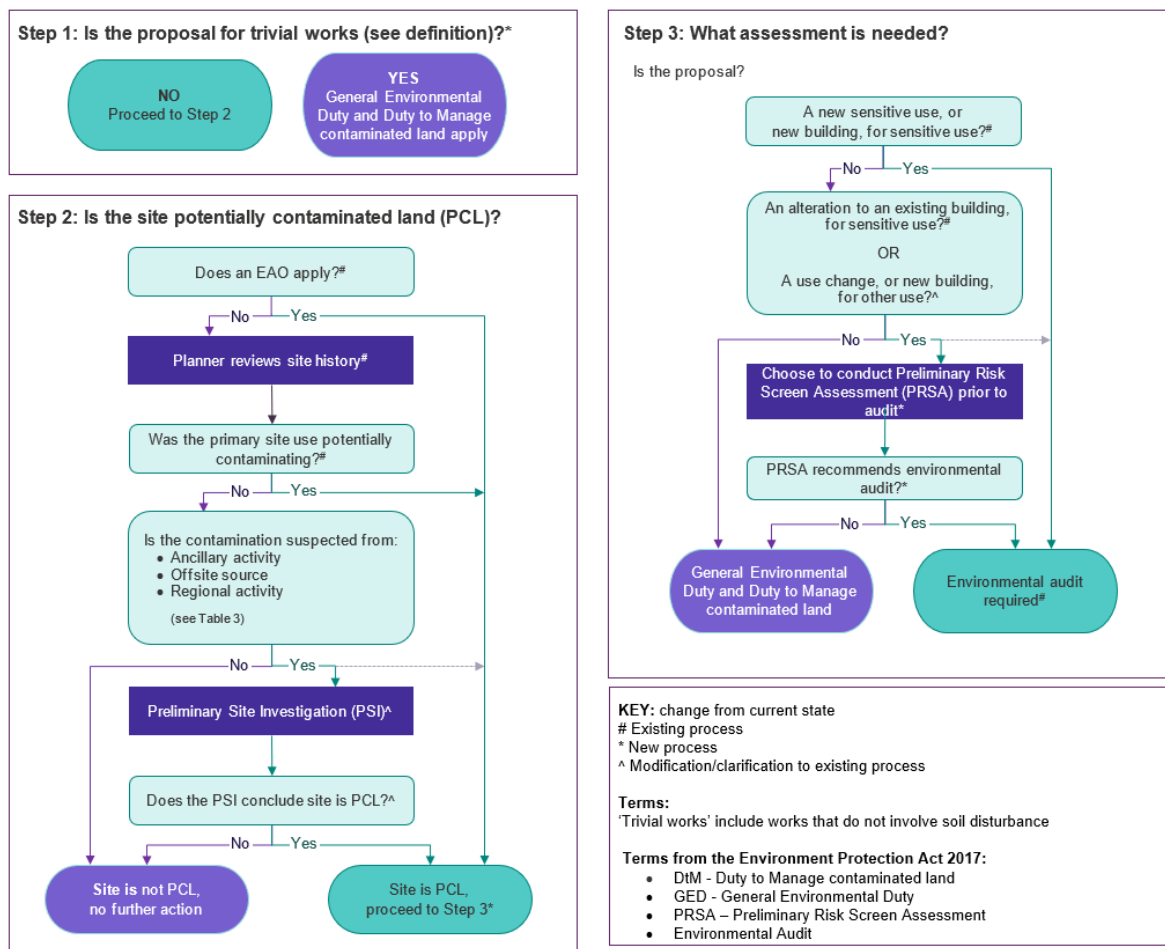 Step 1: Is the proposal for trivial works (see definition)?*
NO
Proceed to Step 2
YES
General Environmental
Duty and Duty to Manage
contaminated land apply
Step 2: Is the site potentially contaminated land (PCL)?
Does an EAO apply?#
No
Yes
Planner reviews site history#
Was the primary site use potentially
contaminating?#
No
Yes
Is the contamination suspected from:
• Ancillary activity
• Offsite source
• Regional activity
(see Table 3)
No
Yes
Preliminary Site Investigation (PSI)^
Does the PSI conclude site is PCL?^
No
Yes
Site is not PCL,
no further action
Site is PCL,
proceed to Step 3*
Step 3: What assessment is needed?
Is the proposal?
A new sensitive use, or
new building, for sensitive use?#
No
Yes
An alteration to an existing building,
for sensitive use?#
OR
A use change, or new building,
for other use?^
No
Yes
Choose to conduct Preliminary Risk
Screen Assessment (PRSA) prior to
audit*
PRSA recommends environmental
audit?*
No
Yes
General Environmental
Duty and Duty to Manage
contaminated land
Environmental audit
required#
KEY: change from current state
# Existing process
* New process
^ Modification/clarification to existing process
Terms:
'Trivial works' include works that do not involve soil disturbance
Terms from the Environment Protection Act 2017:
• DtM - Duty to Manage contaminated land
• GED - General Environmental Duty
• PRSA – Preliminary Risk Screen Assessment
• Environmental Audit